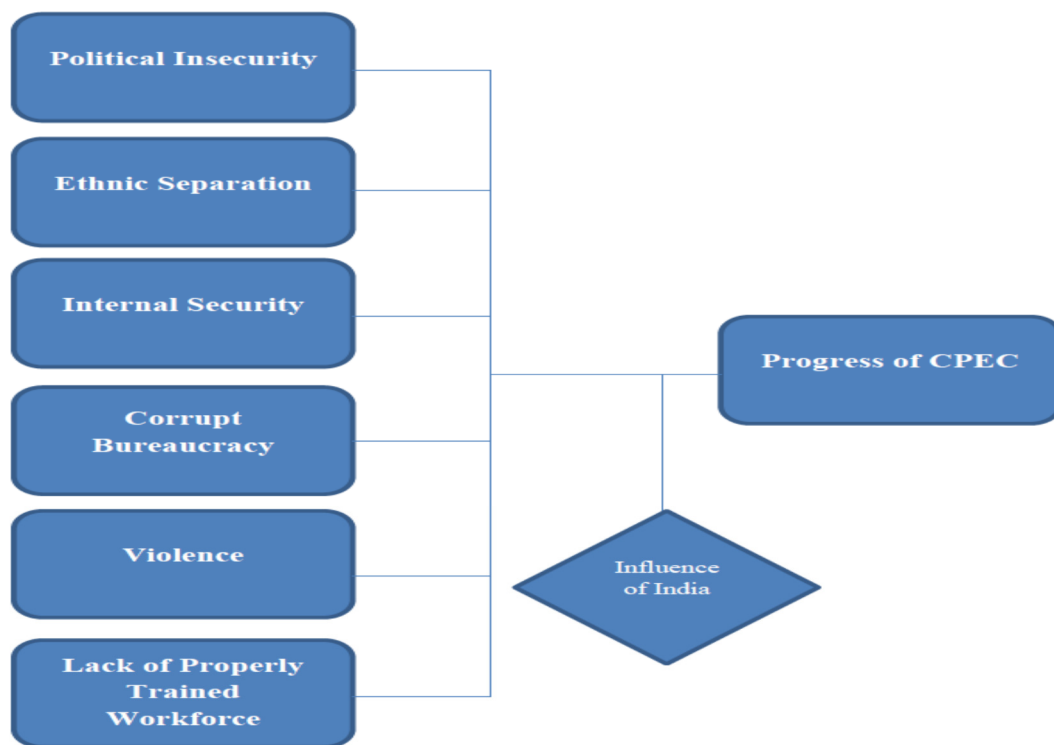 Political Insecurity
Ethnic Separation
Internal Security
Corrupt
Bureaucracy
Violence
Lack of Properly
Trained
Workforce
Progress of CPEC
Influence
of India